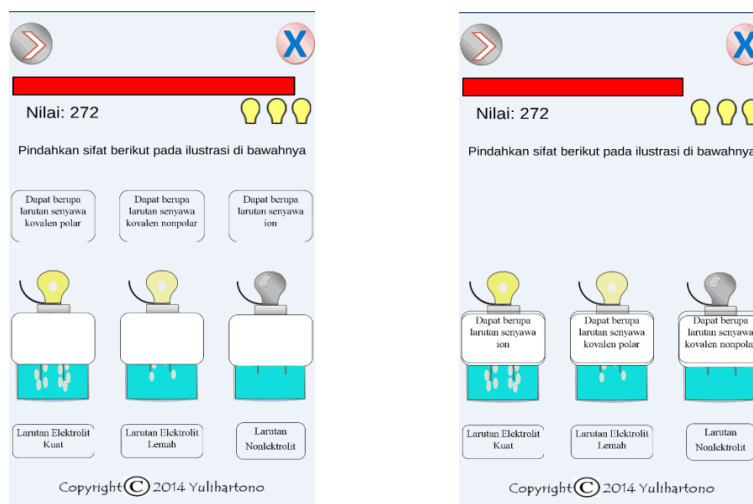 X
Nilai: 272
Pindahkan sifat berikut pada ilustrasi di bawahnya
Dapat berupa
larutan senyawa
kovalen polar
Dapat berupa
larutan senyawa
kovalen nonpolar
Dapat berupa
larutan senyawa
ion
Larutan Elektrolit
Kuat
Larutan Elektrolit
Lemah
Larutan
Nonlektrolit
Copyright © 2014 Yulihartono
X
Nilai: 272
Pindahkan sifat berikut pada ilustrasi di bawahnya
Dapat berupa
larutan senyawa
ion
Dapat berupa
larutan senyawa
kovalen polar
Dapat berupa
larutan senyawa
kovalen nonpola
Larutan Elektrolit
Kuat
Larutan Elektrolit
Lemah
Larutan
Nonlektrolit
Copyright © 2014 Yulihartono